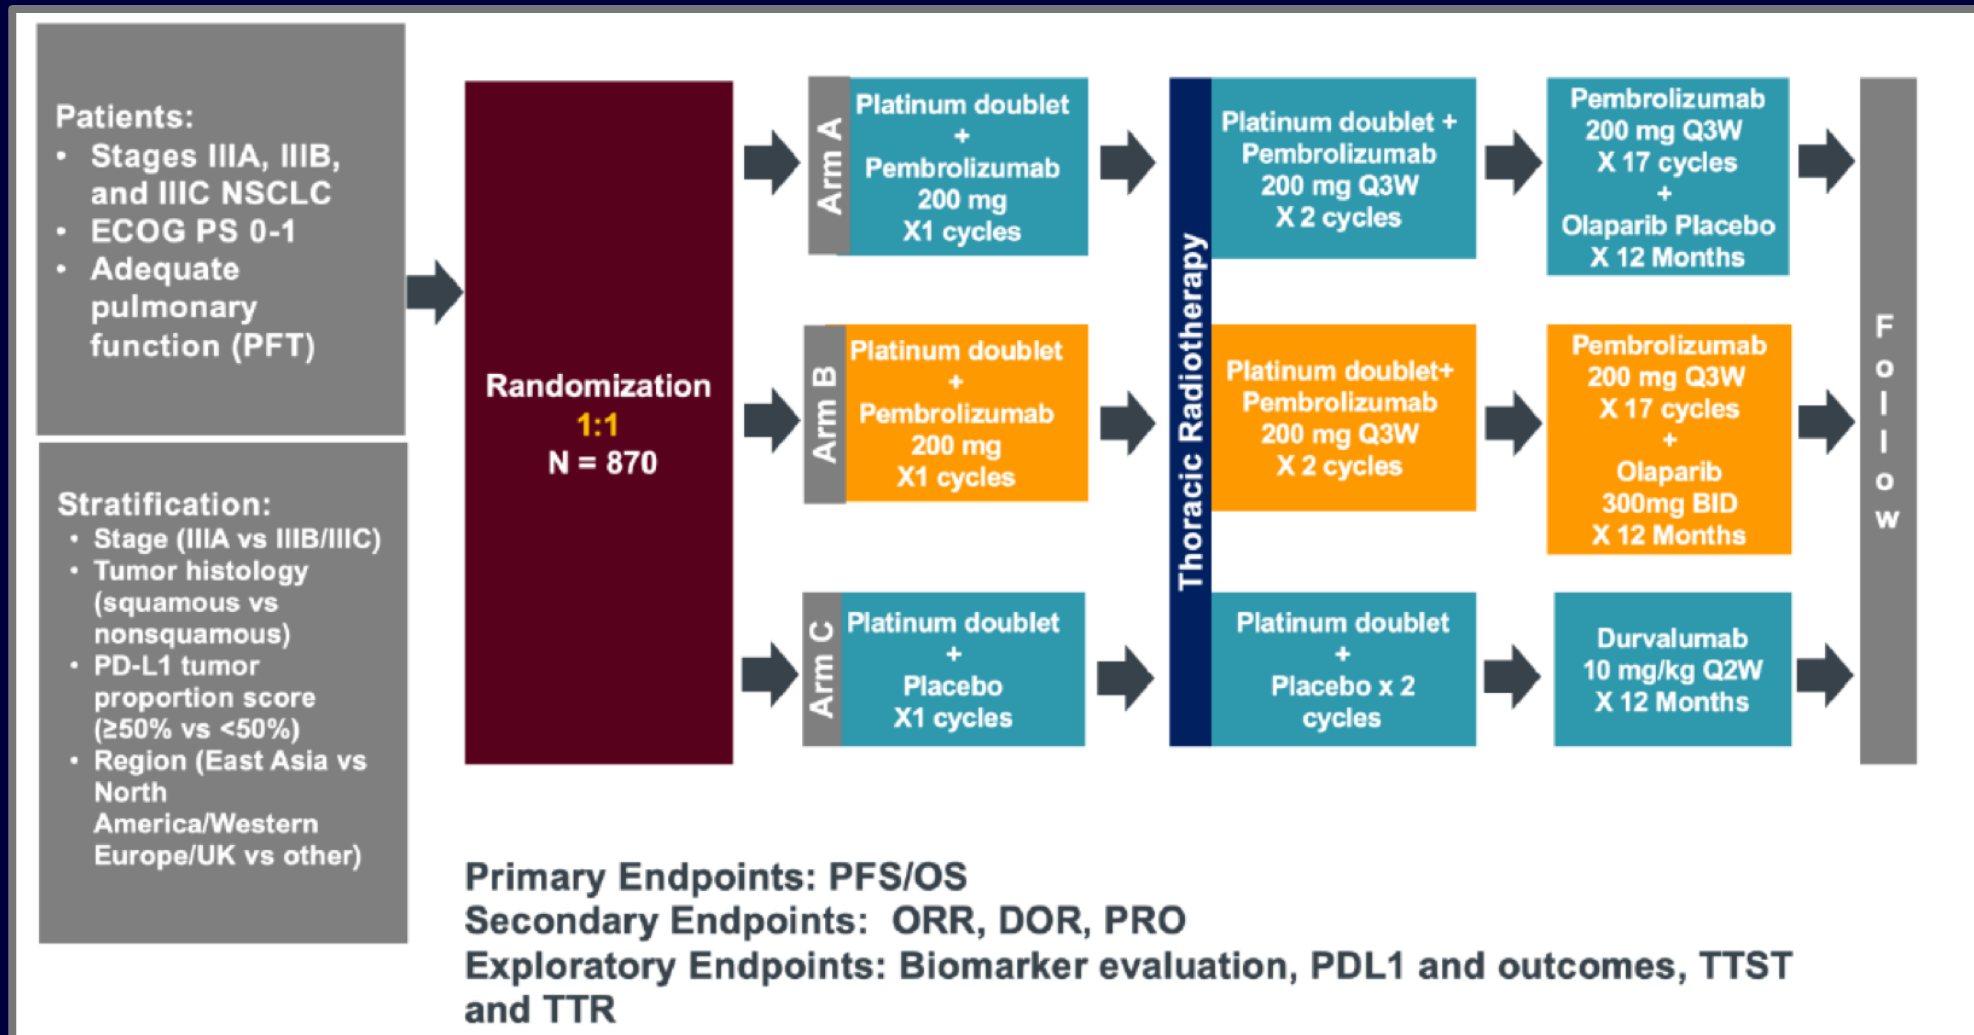 Patients:
• Stages IIIA, IIIB,
and IIIC NSCLC
• ECOG PS 0-1
• Adequate
pulmonary
function (PFT)
Stratification:
• Stage (IIIA vs IIIB/IIIC)
• Tumor histology
(squamous vs
nonsquamous)
• PD-L1 tumor
proportion score
(≥50% vs <50%)
• Region (East Asia vs
North
America/Western
Europe/UK vs other)
Randomization
1:1
N = 870
Arm A
Platinum doublet
+
Pembrolizumab
200 mg
X1 cycles
Arm B
Platinum doublet
+
Pembrolizumab
200 mg
X1 cycles
Arm C
Platinum doublet
+
Placebo
X1 cycles
Thoracic Radiotherapy
Platinum doublet +
Pembrolizumab
200 mg Q3W
X 2 cycles
Platinum doublet+
Pembrolizumab
200 mg Q3W
X 2 cycles
Platinum doublet
+
Placebo x 2
cycles
Pembrolizumab
200 mg Q3W
X 17 cycles
+
Olaparib Placebo
X 12 Months
Pembrolizumab
200 mg Q3W
X 17 cycles
+
Olaparib
300mg BID
X 12 Months
Durvalumab
10 mg/kg Q2W
X 12 Months
Follow
Primary Endpoints: PFS/OS
Secondary Endpoints: ORR, DOR, PRO
Exploratory Endpoints: Biomarker evaluation, PDL1 and outcomes, TTST
and TTR